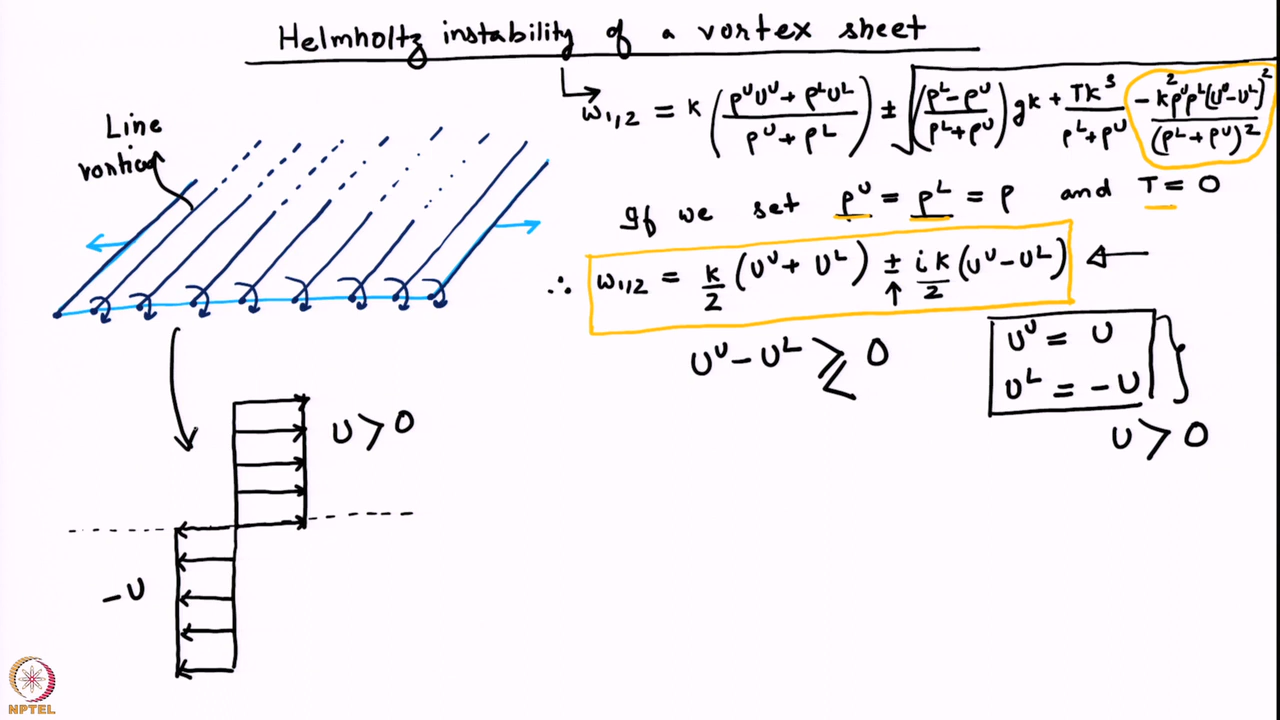 Helmholtz instability of a vortex sheet
ω₁,₂ = k ( (ρᵁUᵁ + ρᴸUᴸ) / (ρᵁ + ρᴸ) ) ± √( ((ρᴸ - ρᵁ) / (ρᴸ + ρᵁ)) gk + Tk³ / (ρᴸ + ρᵁ) - k²ρᵁρᴸ(Uᵁ - Uᴸ)² / (ρᴸ + ρᵁ)² )
Line
vortices
If we set ρᵁ = ρᴸ = ρ and T = 0
∴ ω₁,₂ = k/2 (Uᵁ + Uᴸ) ± ik/2 (Uᵁ - Uᴸ)
Uᵁ - Uᴸ ≷ 0
Uᵁ = U
Uᴸ = -U
U > 0
U > 0
-U
NPTEL